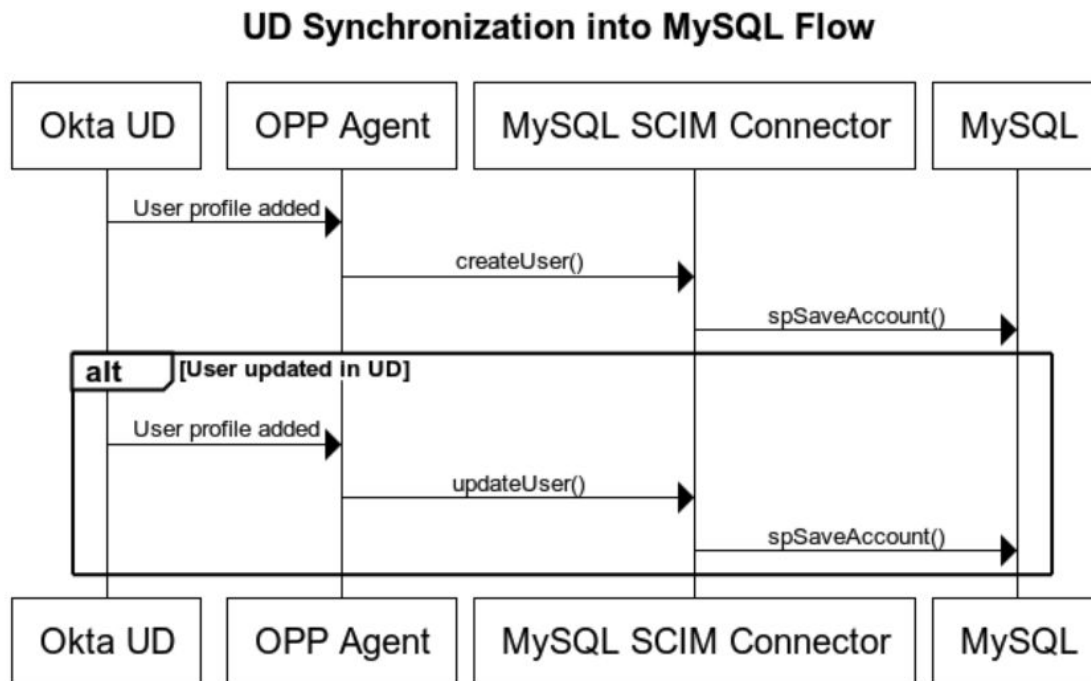 UD Synchronization into MySQL Flow
Okta UD
OPP Agent
MySQL SCIM Connector
MySQL
User profile added
createUser()
spSaveAccount()
alt
[User updated in UD]
User profile added
updateUser()
spSaveAccount()
Okta UD
OPP Agent
MySQL SCIM Connector
MySQL